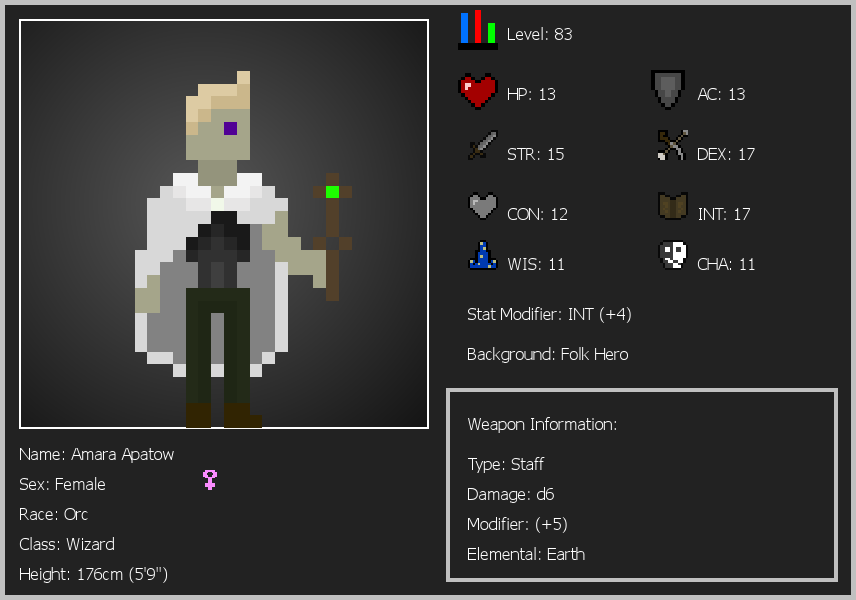 Level: 83
HP: 13
AC: 13
STR: 15
DEX: 17
CON: 12
INT: 17
WIS: 11
CHA: 11
Stat Modifier: INT (+4)
Background: Folk Hero
Weapon Information:
Type: Staff
Damage: d6
Modifier: (+5)
Elemental: Earth
Name: Amara Apatow
Sex: Female
Race: Orc
Class: Wizard
Height: 176cm (5'9")